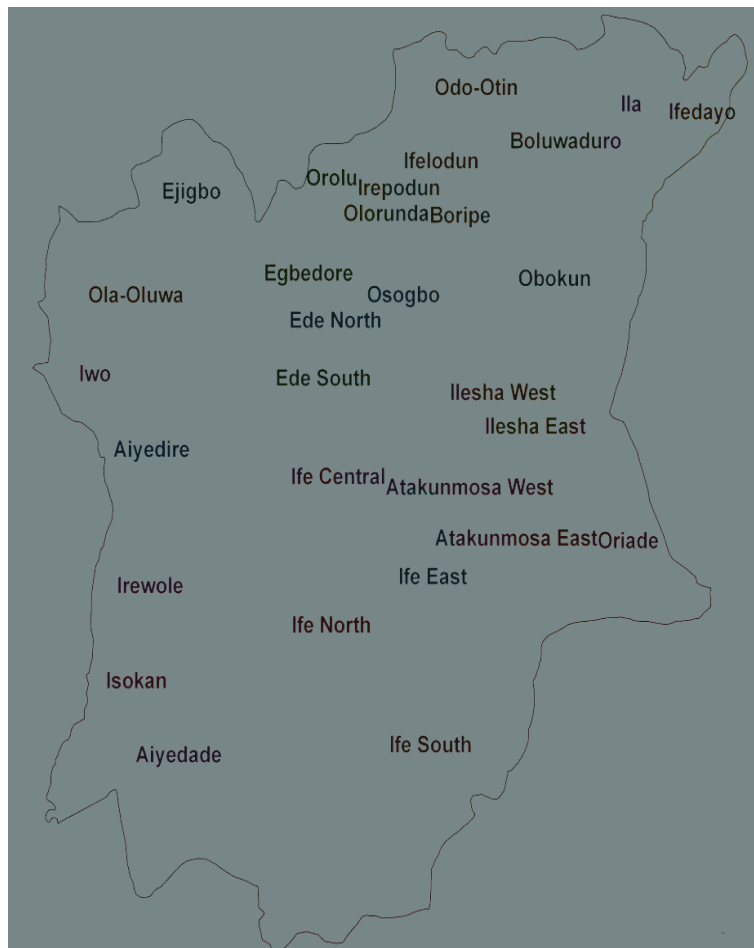 Odo-Otin
Ila
Ifedayo
Boluwaduro
Ifelodun
Orolu
Irepodun
Ejigbo
Olorunda
Boripe
Egbedore
Obokun
Ola-Oluwa
Osogbo
Ede North
Iwo
Ede South
Ilesha West
Ilesha East
Aiyedire
Ife Central
Atakunmosa West
Atakunmosa East
Oriade
Ife East
Irewole
Ife North
Isokan
Ife South
Aiyedade